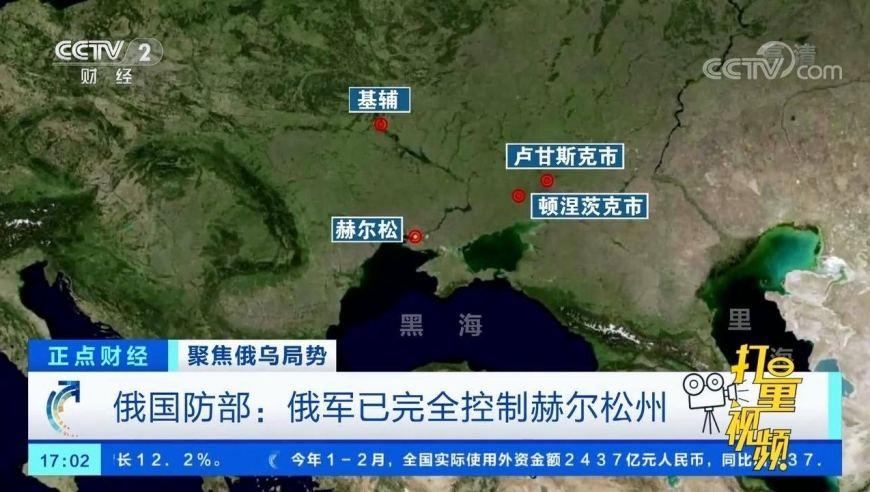 CCTV 2
财经
高清
CCTV.com
基辅
卢甘斯克市
顿涅茨克市
赫尔松
黑海
里海
正点财经
聚焦俄乌局势
俄国防部：俄军已完全控制赫尔松州
打量视频
17:02
长12.2%。 今年1-2月，全国实际使用外资金额2437亿元人民币，同比 37.